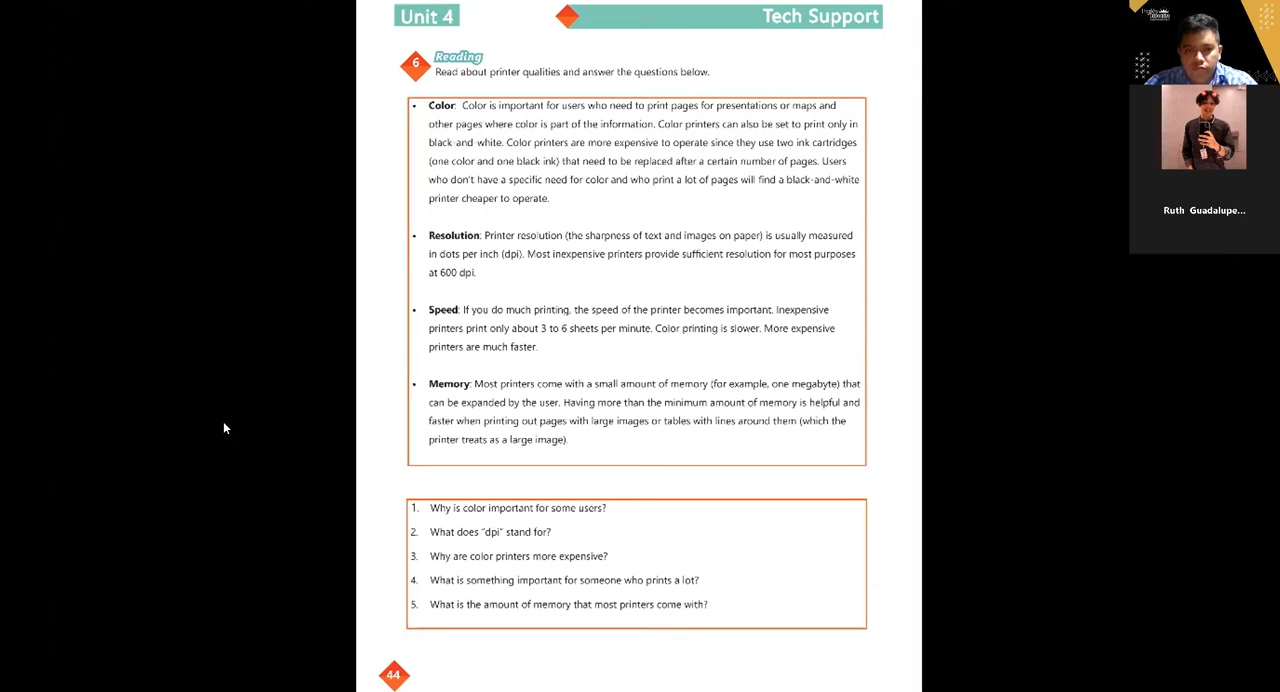 Unit 4
Tech Support
6
Reading
Read about printer qualities and answer the questions below.
• Color: Color is important for users who need to print pages for presentations or maps and
other pages where color is part of the information. Color printers can also be set to print only in
black-and-white. Color printers are more expensive to operate since they use two ink cartridges
(one color and one black ink) that need to be replaced after a certain number of pages. Users
who don't have a specific need for color and who print a lot of pages will find a black-and-white
printer cheaper to operate.
• Resolution: Printer resolution (the sharpness of text and images on paper) is usually measured
in dots per inch (dpi). Most inexpensive printers provide sufficient resolution for most purposes
at 600 dpi.
• Speed: If you do much printing, the speed of the printer becomes important. Inexpensive
printers print only about 3 to 6 sheets per minute. Color printing is slower. More expensive
printers are much faster.
• Memory: Most printers come with a small amount of memory (for example, one megabyte) that
can be expanded by the user. Having more than the minimum amount of memory is helpful and
faster when printing out pages with large images or tables with lines around them (which the
printer treats as a large image).
1. Why is color important for some users?
2. What does "dpi" stand for?
3. Why are color printers more expensive?
4. What is something important for someone who prints a lot?
5. What is the amount of memory that most printers come with?
44
Ruth Guadalupe...